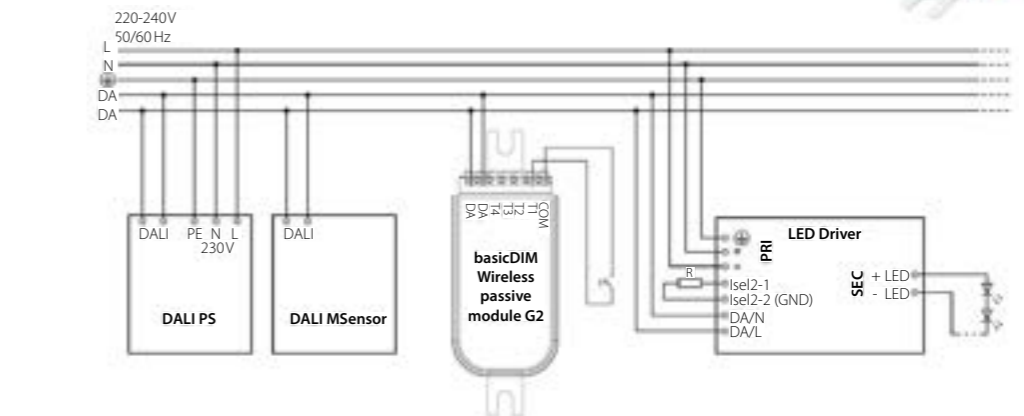 220-240V
50/60 Hz
L
N
DA
DA
DALI PE N L
230V
DALI PS
DALI
DALI MSensor
DA DA T4 T3 T2 T1 COM
basicDIM
Wireless
passive
module G2
LED Driver
PRI
R
Isel2-1
Isel2-2 (GND)
DA/N
DA/L
SEC
+ LED
- LED